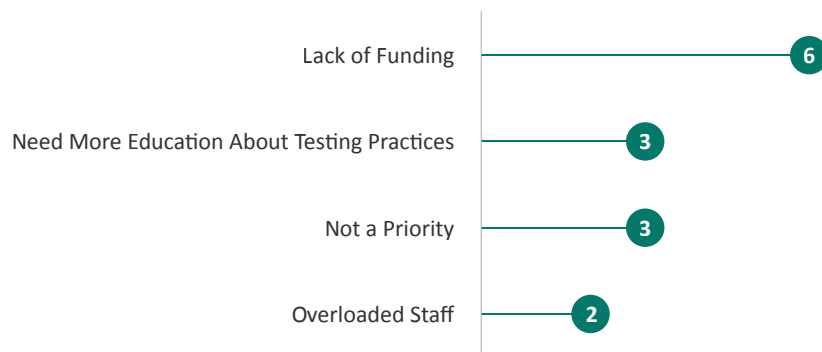 Lack of Funding 6
Need More Education About Testing Practices 3
Not a Priority 3
Overloaded Staff 2